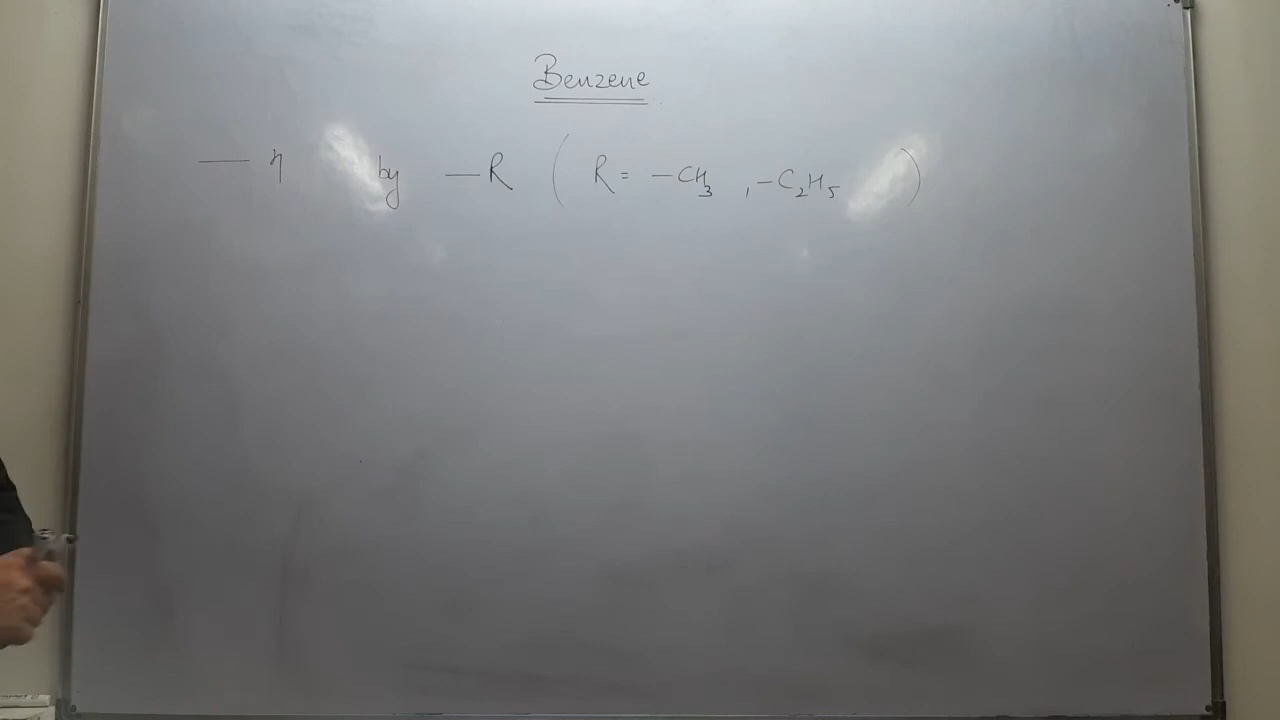 Benzene
— H by — R ( R = — CH₃ , — C₂H₅ )